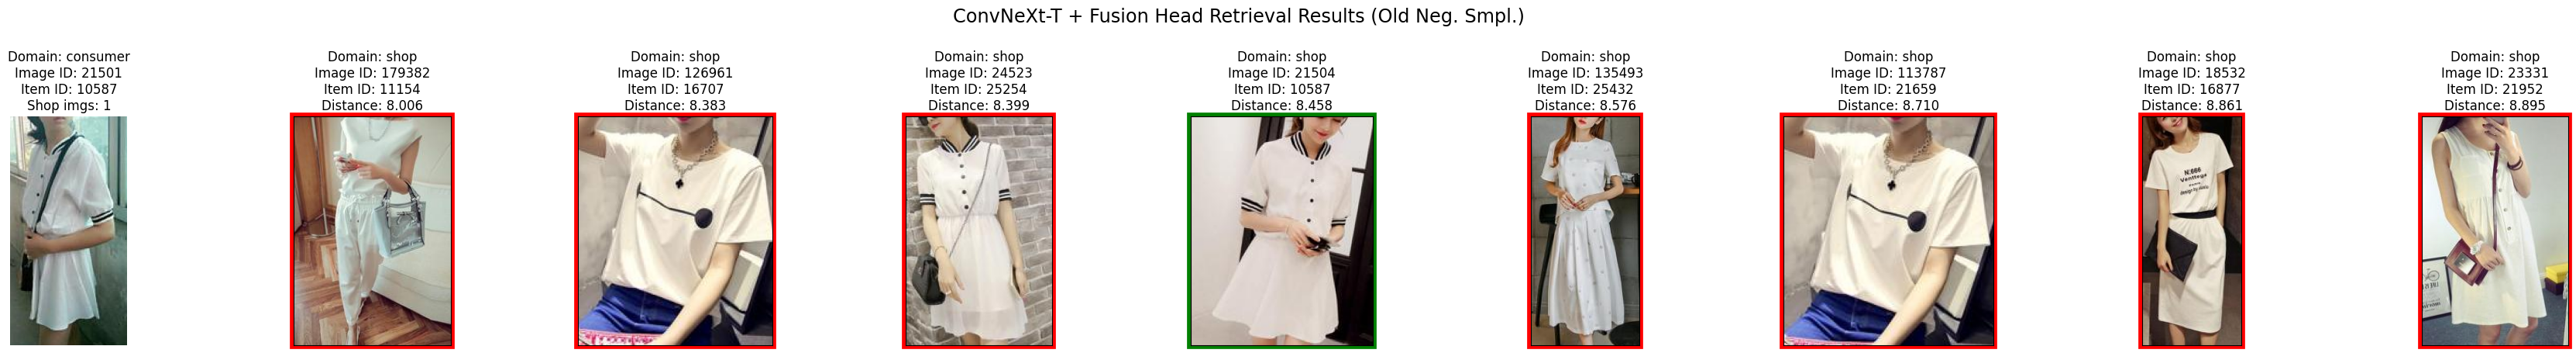 ConvNeXt-T + Fusion Head Retrieval Results (Old Neg. Smpl.)
Domain: consumer
Image ID: 21501
Item ID: 10587
Shop imgs: 1
Domain: shop
Image ID: 179382
Item ID: 11154
Distance: 8.006
Domain: shop
Image ID: 126961
Item ID: 16707
Distance: 8.383
Domain: shop
Image ID: 24523
Item ID: 25254
Distance: 8.399
Domain: shop
Image ID: 21504
Item ID: 10587
Distance: 8.458
Domain: shop
Image ID: 135493
Item ID: 25432
Distance: 8.576
Domain: shop
Image ID: 113787
Item ID: 21659
Distance: 8.710
Domain: shop
Image ID: 18532
Item ID: 16877
Distance: 8.861
N:666
Domain: shop
Image ID: 23331
Item ID: 21952
Distance: 8.895